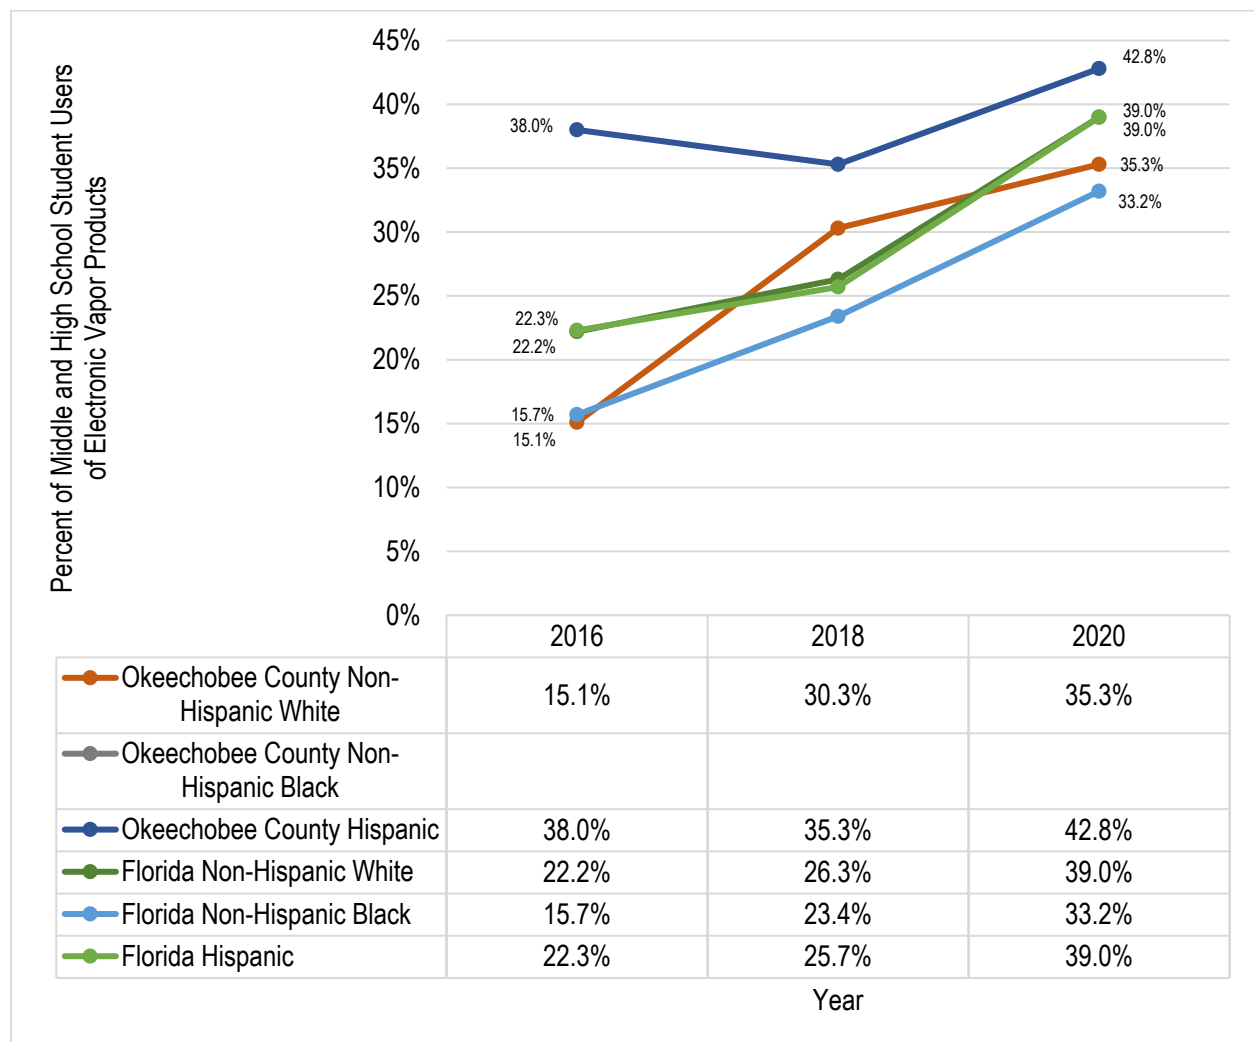 Percent of Middle and High School Student Users
of Electronic Vapor Products
45%
40%
35%
30%
25%
20%
15%
10%
5%
0%
38.0%
22.3%
22.2%
15.7%
15.1%
42.8%
39.0%
39.0%
35.3%
33.2%
2016 2018 2020
Okeechobee County Non-
Hispanic White
15.1% 30.3% 35.3%
Okeechobee County Non-
Hispanic Black
Okeechobee County Hispanic 38.0% 35.3% 42.8%
Florida Non-Hispanic White 22.2% 26.3% 39.0%
Florida Non-Hispanic Black 15.7% 23.4% 33.2%
Florida Hispanic 22.3% 25.7% 39.0%
Year